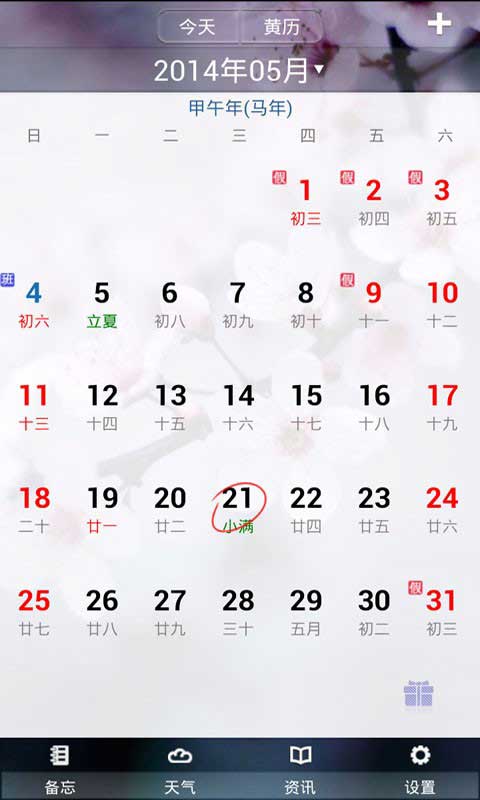 今天 黄历 +
2014年05月▼
甲午年(马年)
日 一 二 三 四 五 六
假 1 假 2 假 3
初三 初四 初五
班 4 5 6 7 8 假 9 10
初六 立夏 初八 初九 初十 十一 十二
11 12 13 14 15 16 17
十三 十四 十五 十六 十七 十八 十九
18 19 20 21 22 23 24
二十 廿一 廿二 小满 廿四 廿五 廿六
25 26 27 28 29 30 假 31
廿七 廿八 廿九 三十 五月 初二 初三
备忘 天气 资讯 设置